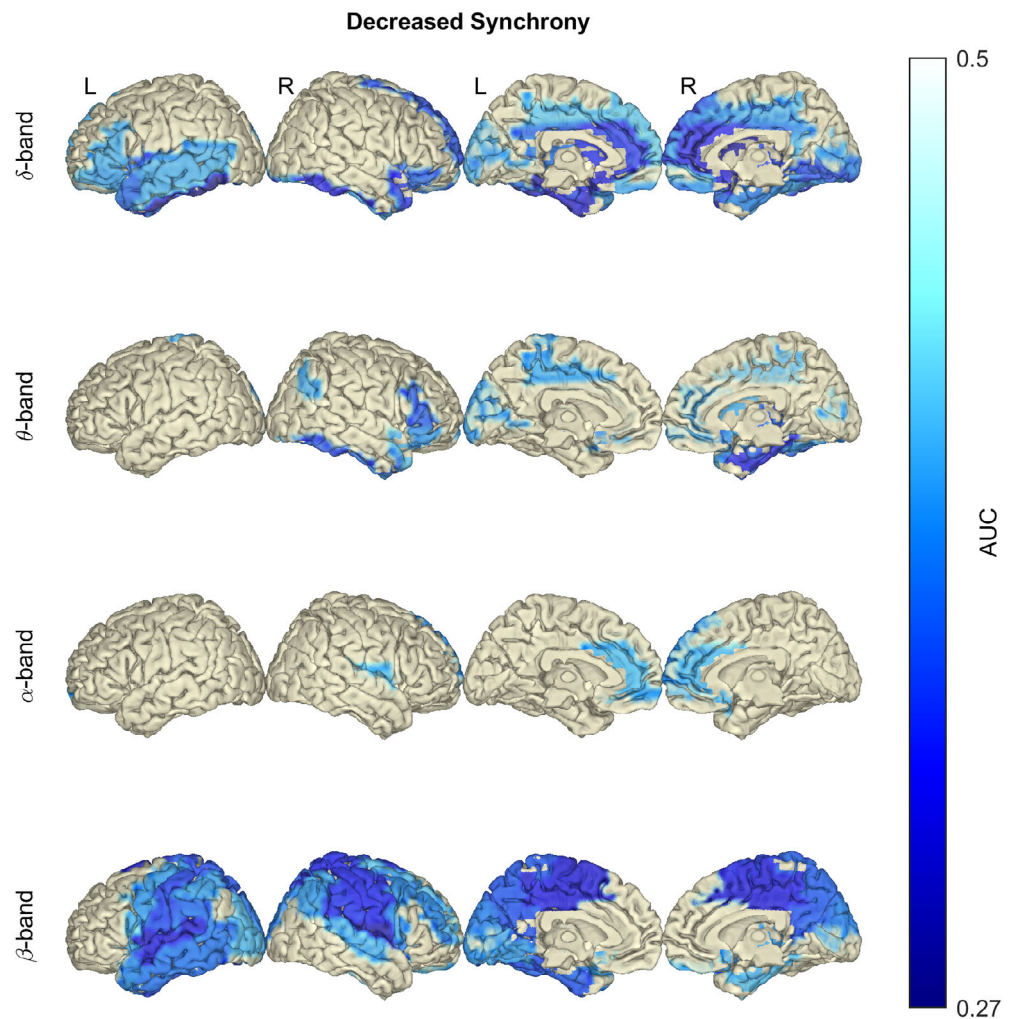 Decreased Synchrony
L R L R 0.5
δ-band
θ-band
α-band
β-band
AUC
0.27